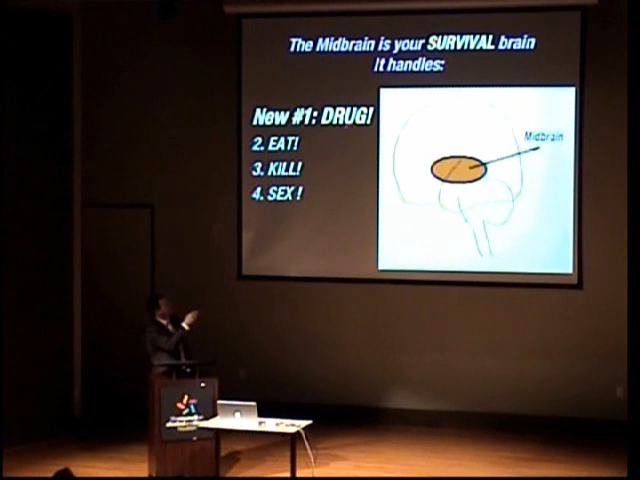 The Midbrain is your SURVIVAL brain
It handles:
New #1: DRUG!
2. EAT!
3. KILL!
4. SEX !
Midbrain